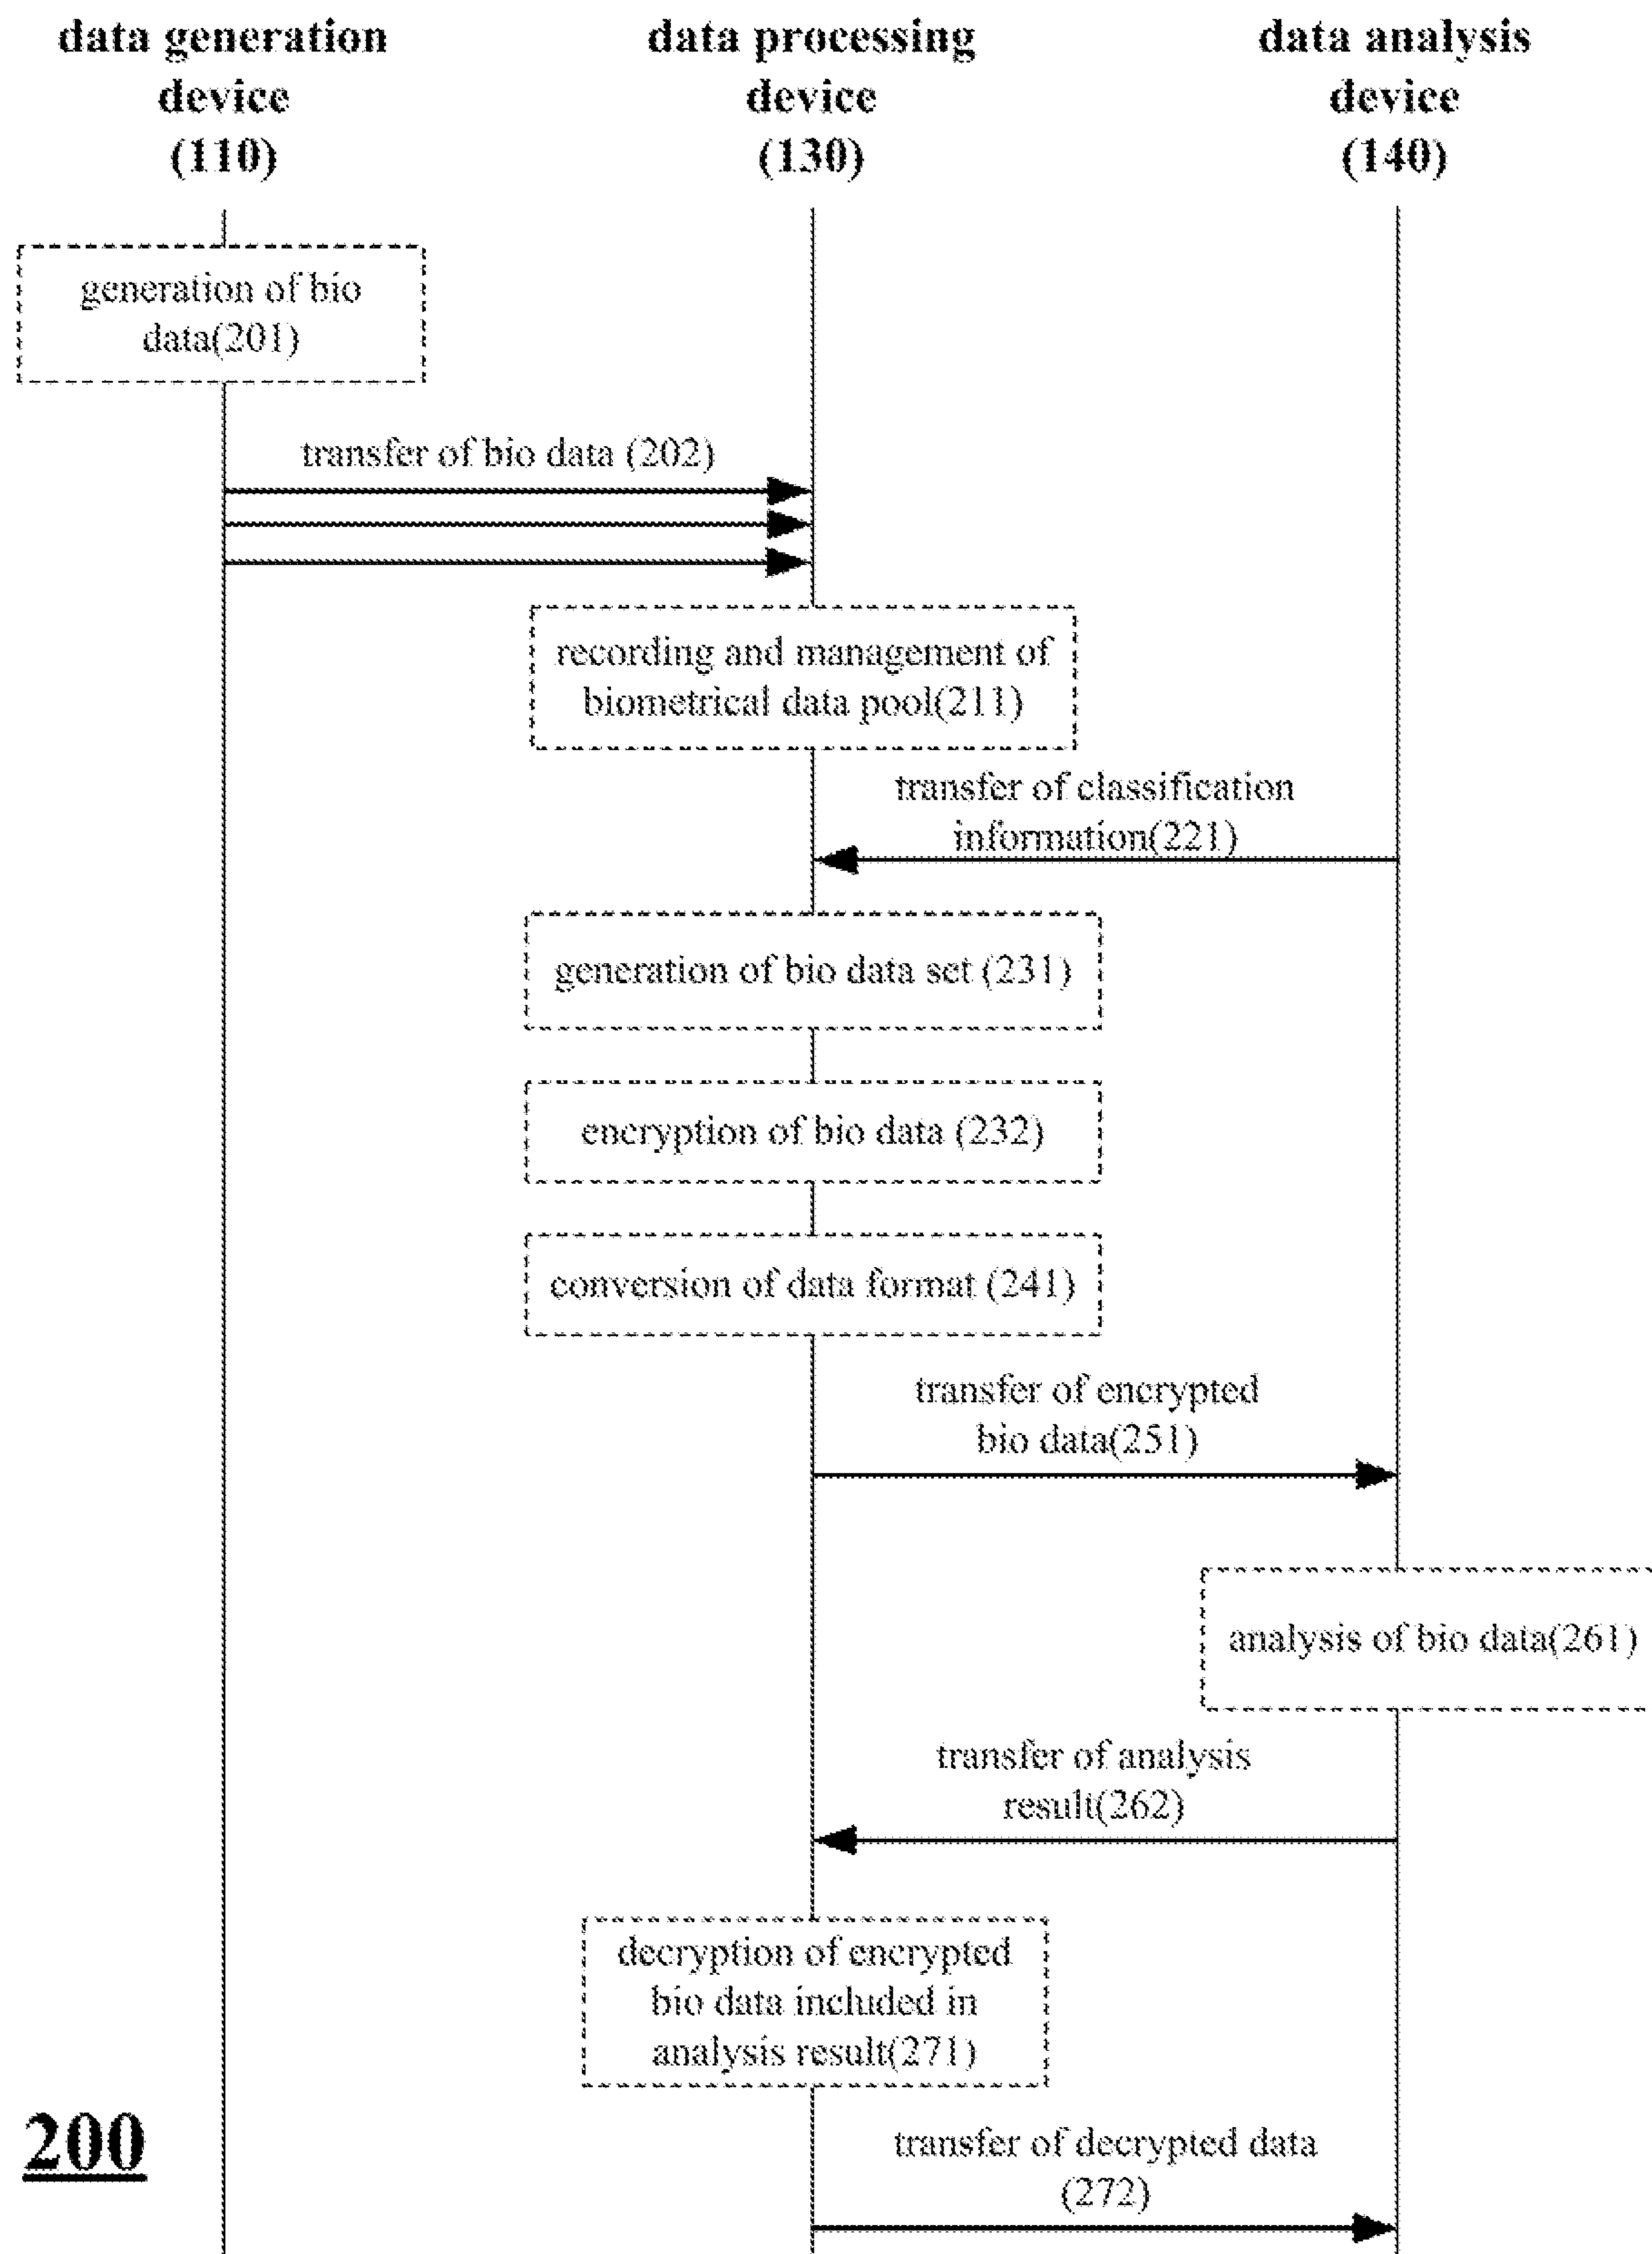 data generation
device
(110)
data processing
device
(130)
data analysis
device
(140)
generation of bio
data(201)
transfer of bio data (202)
recording and management of
biometrical data pool(211)
transfer of classification
information(221)
generation of bio data set (231)
encryption of bio data (232)
conversion of data format (241)
transfer of encrypted
bio data(251)
analysis of bio data(261)
transfer of analysis
result(262)
decryption of encrypted
bio data included in
analysis result(271)
transfer of decrypted data
(272)
200